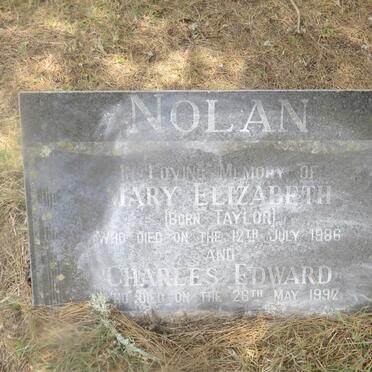 NOLAN
IN LOVING MEMORY OF
MARY ELIZABETH
(BORN TAYLOR)
WHO DIED ON THE 12TH JULY 1986
AND
CHARLES EDWARD
WHO DIED ON THE 26TH MAY 1992